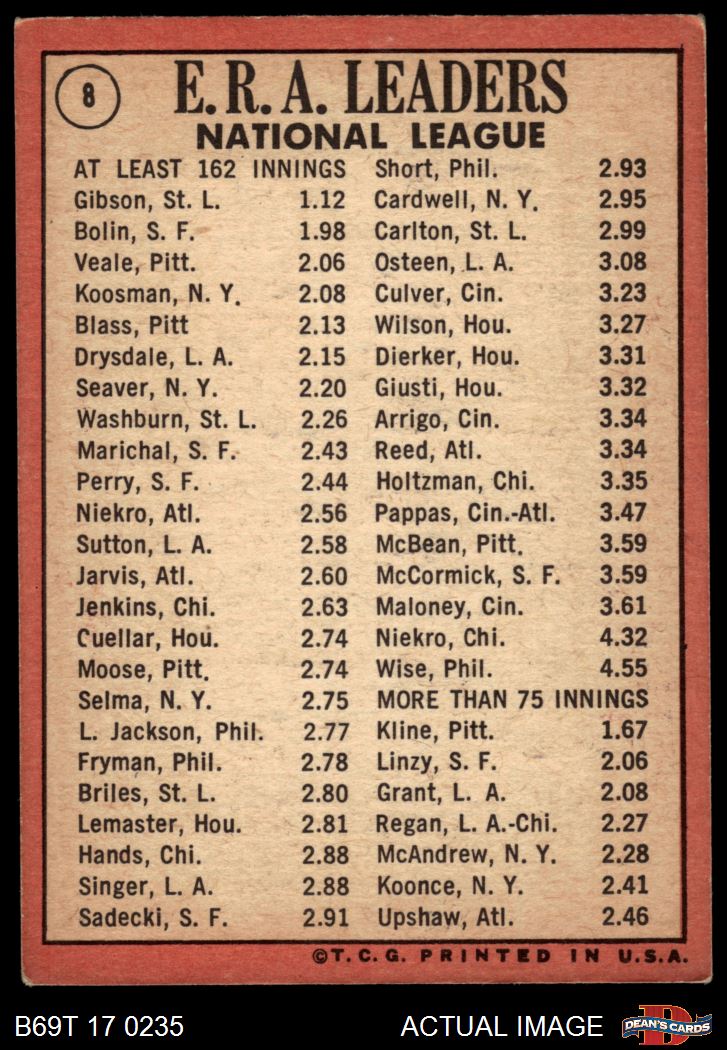 8
E.R.A. LEADERS
NATIONAL LEAGUE
AT LEAST 162 INNINGS
Gibson, St. L. 1.12
Bolin, S. F. 1.98
Veale, Pitt. 2.06
Koosman, N. Y. 2.08
Blass, Pitt 2.13
Drysdale, L. A. 2.15
Seaver, N. Y. 2.20
Washburn, St. L. 2.26
Marichal, S. F. 2.43
Perry, S. F. 2.44
Niekro, Atl. 2.56
Sutton, L. A. 2.58
Jarvis, Atl. 2.60
Jenkins, Chi. 2.63
Cuellar, Hou. 2.74
Moose, Pitt. 2.74
Selma, N. Y. 2.75
L. Jackson, Phil. 2.77
Fryman, Phil. 2.78
Briles, St. L. 2.80
Lemaster, Hou. 2.81
Hands, Chi. 2.88
Singer, L. A. 2.88
Sadecki, S. F. 2.91
Short, Phil. 2.93
Cardwell, N. Y. 2.95
Carlton, St. L. 2.99
Osteen, L. A. 3.08
Culver, Cin. 3.23
Wilson, Hou. 3.27
Dierker, Hou. 3.31
Giusti, Hou. 3.32
Arrigo, Cin. 3.34
Reed, Atl. 3.34
Holtzman, Chi. 3.35
Pappas, Cin.-Atl. 3.47
McBean, Pitt. 3.59
McCormick, S. F. 3.59
Maloney, Cin. 3.61
Niekro, Chi. 4.32
Wise, Phil. 4.55
MORE THAN 75 INNINGS
Kline, Pitt. 1.67
Linzy, S. F. 2.06
Grant, L. A. 2.08
Regan, L. A.-Chi. 2.27
McAndrew, N. Y. 2.28
Koonce, N. Y. 2.41
Upshaw, Atl. 2.46
©T. C. G. PRINTED IN U.S.A.
B69T 17 0235
ACTUAL IMAGE
D
DEAN'S CARDS